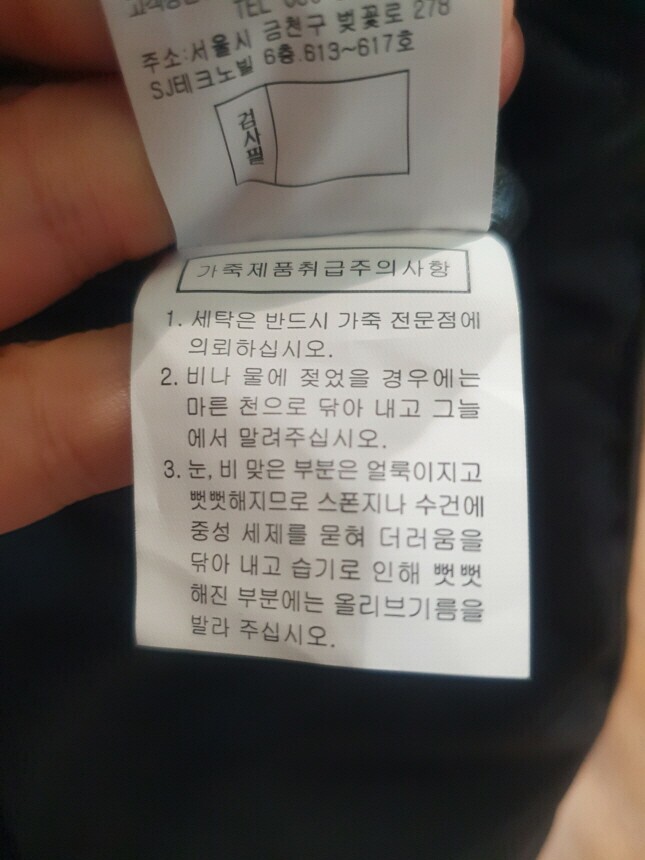 TEL
주소:서울시 금천구 벚꽃로 278
SJ테크노빌 6층.613~617호
검사필
가죽제품취급주의사항
1. 세탁은 반드시 가죽 전문점에
의뢰하십시오.
2. 비나 물에 젖었을 경우에는
마른 천으로 닦아 내고 그늘
에서 말려주십시오.
3. 눈, 비 맞은 부분은 얼룩이지고
뻣뻣해지므로 스폰지나 수건에
중성 세제를 묻혀 더러움을
닦아 내고 습기로 인해 뻣뻣
해진 부분에는 올리브기름을
발라 주십시오.